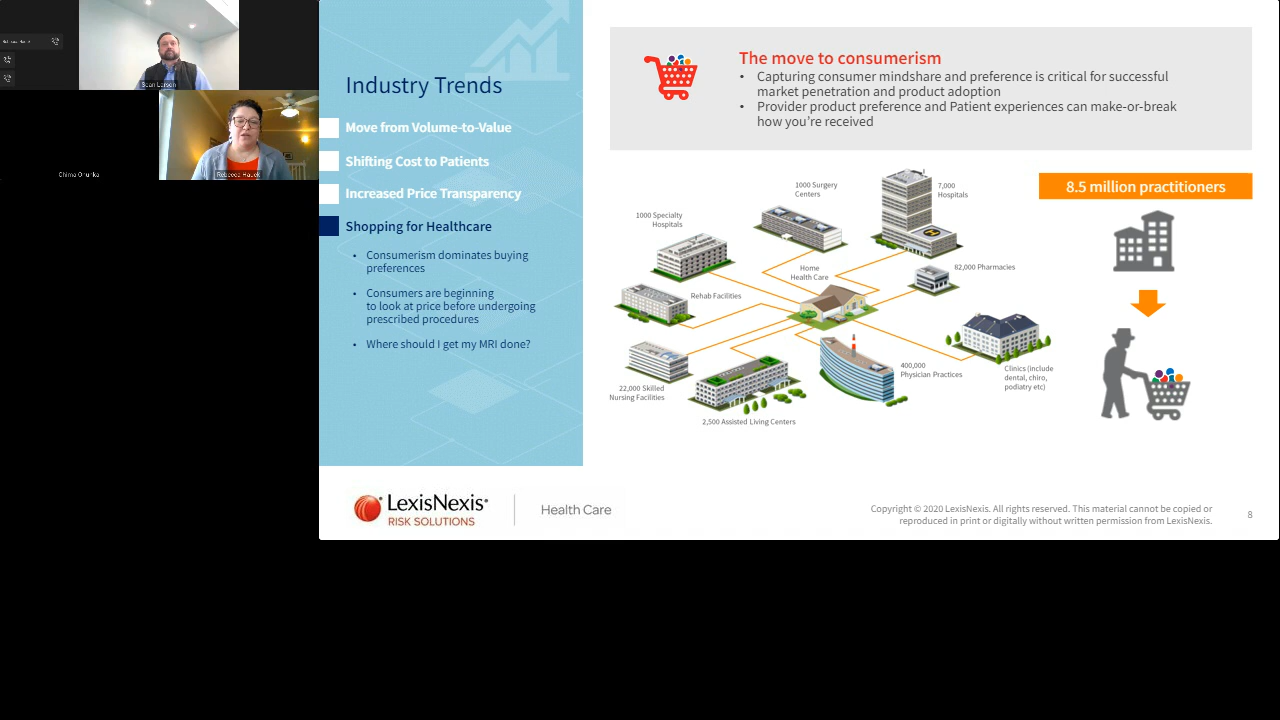 Rebecca Hauck
Sean Larson
Chima Onunka
Rebecca Hauck
Industry Trends
Move from Volume-to-Value
Shifting Cost to Patients
Increased Price Transparency
Shopping for Healthcare
• Consumerism dominates buying
preferences
• Consumers are beginning
to look at price before undergoing
prescribed procedures
• Where should I get my MRI done?
The move to consumerism
• Capturing consumer mindshare and preference is critical for successful
market penetration and product adoption
• Provider product preference and Patient experiences can make-or-break
how you're received
1000 Surgery
Centers
7,000
Hospitals
1000 Specialty
Hospitals
Home
Health Care
82,000 Pharmacies
Rehab Facilities
22,000 Skilled
Nursing Facilities
2,500 Assisted Living Centers
400,000
Physician Practices
Clinics (include
dental, chiro,
podiatry etc)
H
8.5 million practitioners
LexisNexis®
RISK SOLUTIONS
Health Care
Copyright © 2020 LexisNexis. All rights reserved. This material cannot be copied or
reproduced in print or digitally without written permission from LexisNexis.
8